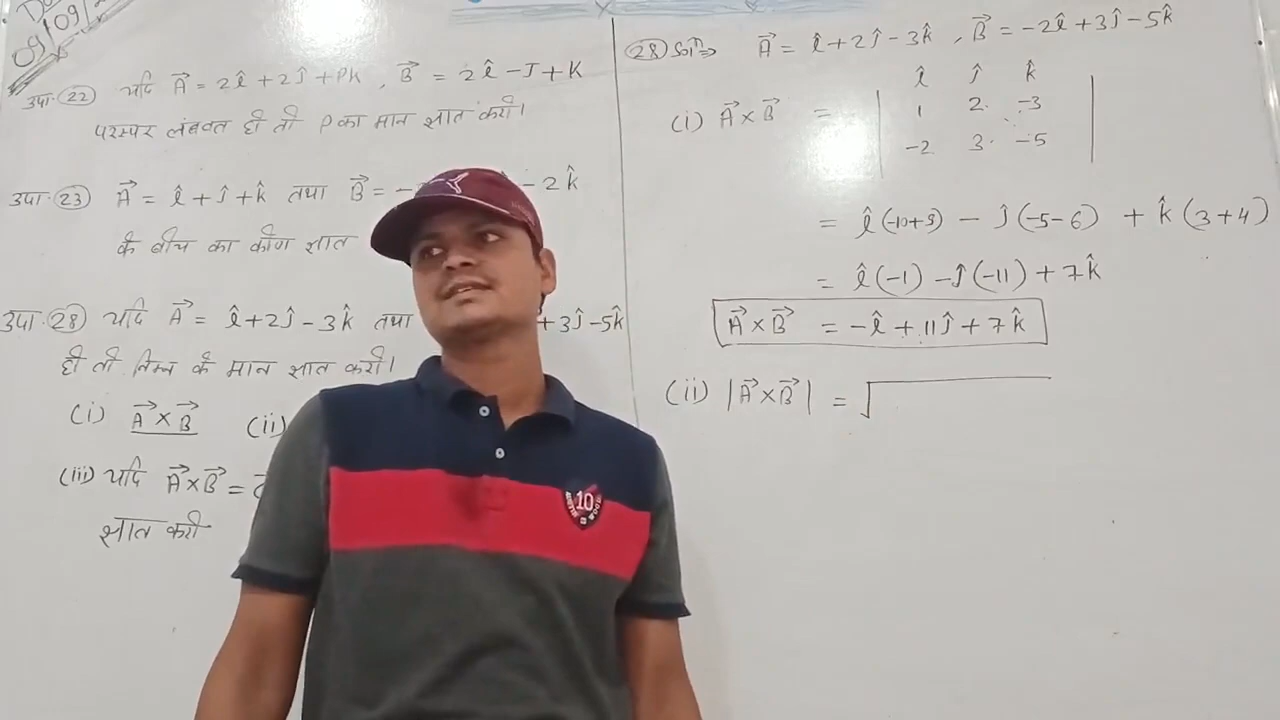 09/09/
उदा. (22) यदि A⃗ = 2î + 2ĵ + PK , B⃗ = 2î - J + K
परस्पर लंबवत हो तो P का मान ज्ञात करो।
उदा. (23) A⃗ = î + ĵ + k̂ तथा B⃗ = - - 2k̂
के बीच का कोण ज्ञात
उदा. (28) यदि A⃗ = î + 2ĵ - 3k̂ तथा + 3ĵ - 5k̂
हो तो निम्न के मान ज्ञात करो।
(i) A⃗ × B⃗ (ii)
(iii) यदि A⃗ × B⃗ =
ज्ञात करो
(28) Solⁿ ⇒ A⃗ = î + 2ĵ - 3k̂ , B⃗ = -2î + 3ĵ - 5k̂
î ĵ k̂
(i) A⃗ × B⃗ = | 1 2 -3 |
-2 3 -5
= î (-10+9) - ĵ (-5-6) + k̂ (3+4)
= î (-1) - ĵ (-11) + 7k̂
A⃗ × B⃗ = -î + 11ĵ + 7k̂
(ii) |A⃗ × B⃗| = √
10